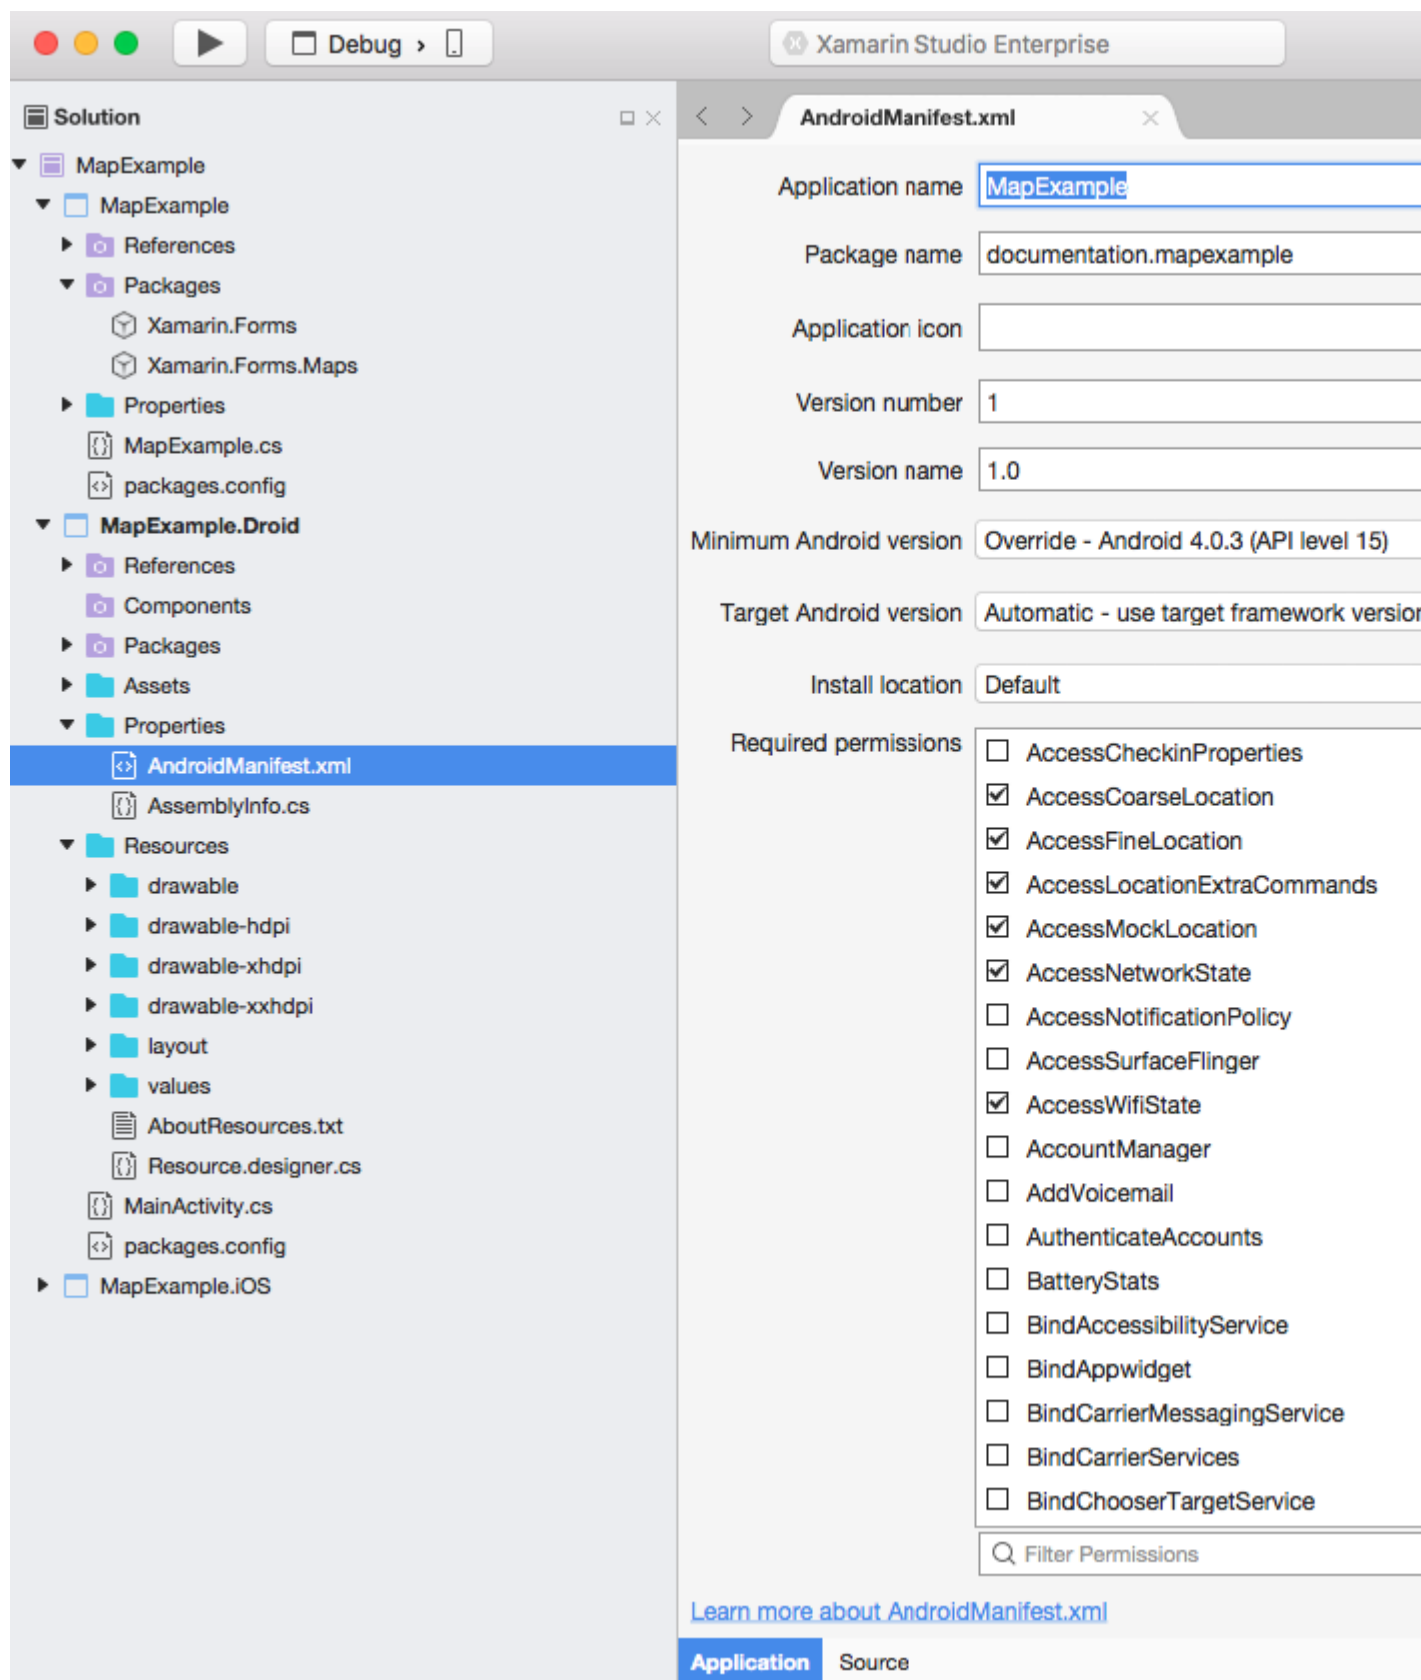 Debug
Xamarin Studio Enterprise
Solution
MapExample
MapExample
References
Packages
Xamarin.Forms
Xamarin.Forms.Maps
Properties
MapExample.cs
packages.config
MapExample.Droid
References
Components
Packages
Assets
Properties
AndroidManifest.xml
AssemblyInfo.cs
Resources
drawable
drawable-hdpi
drawable-xhdpi
drawable-xxhdpi
layout
values
AboutResources.txt
Resource.designer.cs
MainActivity.cs
packages.config
MapExample.iOS
AndroidManifest.xml
Application name MapExample
Package name documentation.mapexample
Application icon
Version number 1
Version name 1.0
Minimum Android version Override - Android 4.0.3 (API level 15)
Target Android version Automatic - use target framework version
Install location Default
Required permissions
AccessCheckinProperties
AccessCoarseLocation
AccessFineLocation
AccessLocationExtraCommands
AccessMockLocation
AccessNetworkState
AccessNotificationPolicy
AccessSurfaceFlinger
AccessWifiState
AccountManager
AddVoicemail
AuthenticateAccounts
BatteryStats
BindAccessibilityService
BindAppwidget
BindCarrierMessagingService
BindCarrierServices
BindChooserTargetService
Filter Permissions
Learn more about AndroidManifest.xml
Application Source